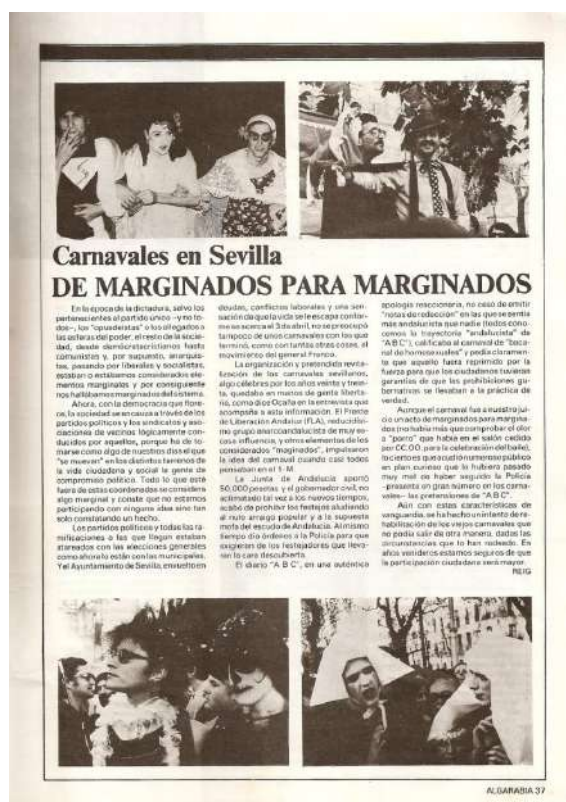 Carnavales en Sevilla
DE MARGINADOS PARA MARGINADOS
En la época de la dictadura, salvo los
pertenecientes al partido único -y no to-
dos-, los "opusdeistas" o los allegados a
las esferas del poder, el resto de la socie-
dad, desde demócratacristianos hasta
comunistas y, por supuesto, anarquis-
tas, pasando por liberales y socialistas,
estaban o estábamos considerados ele-
mentos marginales y por consiguiente
nos hallábamos marginados del sistema.
Ahora, con la democracia que flore-
ce, la sociedad se encauza a través de los
partidos políticos y los sindicatos y aso-
ciaciones de vecinos lógicamente con-
ducidos por aquellos, porque ha de to-
marse como algo de nuestros días el que
"se muevan" en los distintos terrenos de
la vida ciudadana y social la gente de
compromiso político. Todo lo que esté
fuera de estas coordenadas se considera
algo marginal y conste que no estamos
participando con ninguna idea sino tan
solo constatando un hecho.
Los partidos políticos y todas las ra-
mificaciones a las que llegan estaban
atareados con las elecciones generales
como ahora lo están con las municipales.
Y el Ayuntamiento de Sevilla, envuelto en
deudas, conflictos laborales y una sen-
sación de que la vida se le escapa confor-
me se acerca el 3 de abril, no se preocupó
tampoco de unos carnavales con los que
terminó, como con tantas otras cosas, el
movimiento del general Franco.
La organización y pretendida revita-
lización de los carnavales sevillanos,
algo célebres por los años veinte y trein-
ta, quedaba en manos de gente liberta-
ria, como dice Ocaña en la entrevista que
acompaña a esta información. El Frente
de Liberación Andaluz (FLA), reducidísi-
mo grupo anarcoandalucista de muy es-
casa influencia, y otros elementos de los
considerados "maginados", impulsaron
la idea del carnaval cuando casi todos
pensaban en el 1-M.
La Junta de Andalucía aportó
50.000 pesetas y el gobernador civil, no
aclimatado tal vez a los nuevos tiempos,
acabó de prohibir los festejos aludiendo
al nulo arraigo popular y a la supuesta
mofa del escudo de Andalucía. Al mismo
tiempo dio órdenes a la Policía para que
exigieran de los festejadores que lleva-
ran la cara descubierta.
El diario "A B C", en una auténtica
apología reaccionaria, no cesó de emitir
"notas de redacción" en las que se sentía
más andalucista que nadie (todos cono-
cemos la trayectoria "andalucista" de
"A B C"), calificaba al carnaval de "baca-
nal de homosexuales" y pedía claramen-
te que aquello fuera reprimido por la
fuerza para que los ciudadanos tuvieran
garantías de que las prohibiciones gu-
bernativas se llevaban a la práctica de
verdad.
Aunque el carnaval fue a nuestro jui-
cio un acto de marginados para margina-
dos (no había más que comprobar el olor
a "porro" que había en el salón cedido
por CC.OO. para la celebración del baile),
lo cierto es que acudió numeroso público
en plan curioso que lo hubiera pasado
muy mal de haber seguido la Policía
-presente un gran número en los carna-
vales- las pretensiones de "A B C".
Aún con estas características de
vanguardia, se ha hecho un intento de re-
habilitación de los viejos carnavales que
no podía salir de otra manera, dadas las
circunstancias que lo han rodeado. En
años venideros estamos seguros de que
la participación ciudadana será mayor.
REIG
ALGARABIA 37